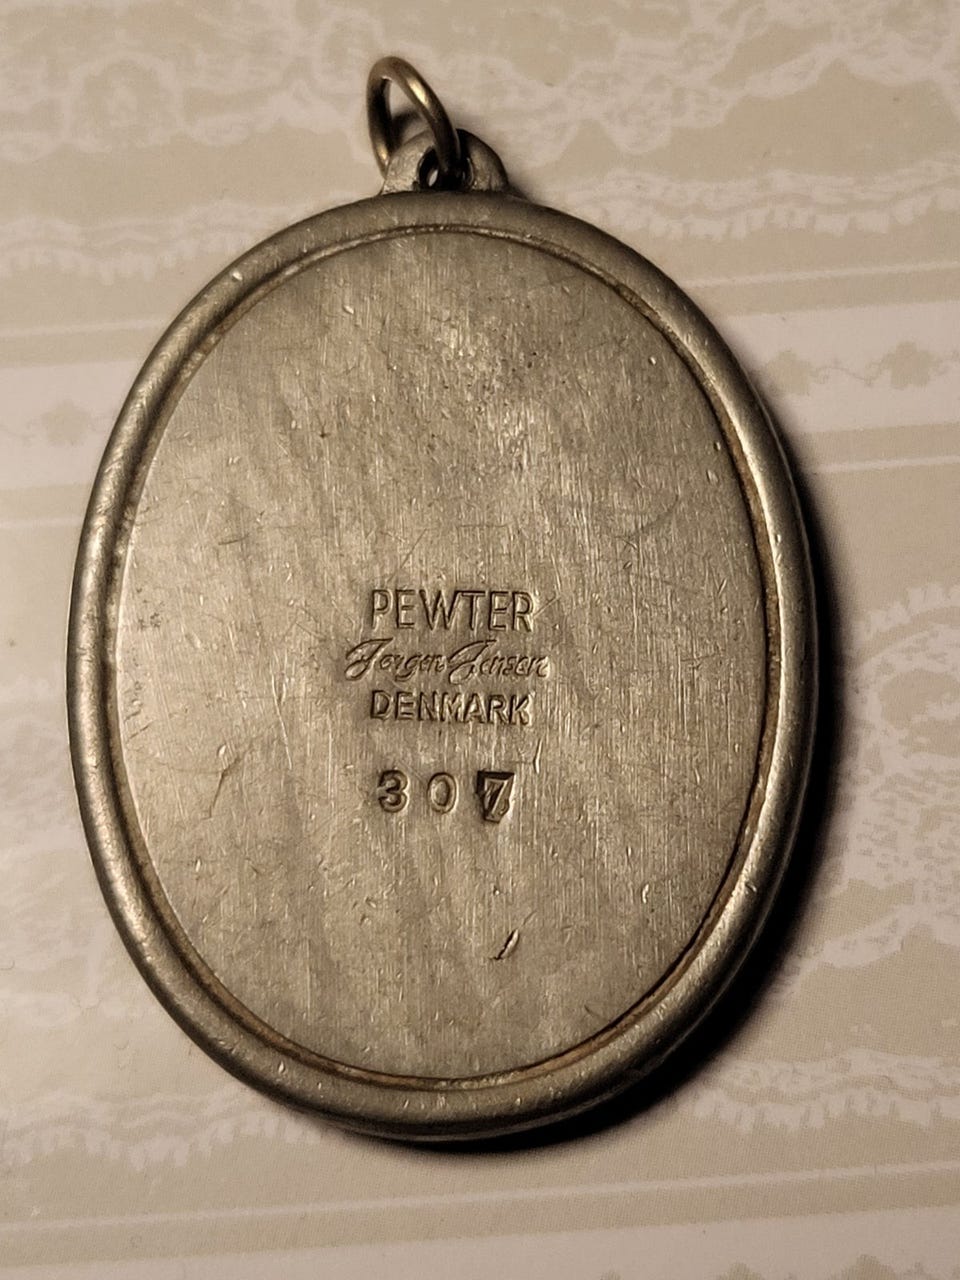 PEWTER
Jorgen Jensen
DENMARK
307